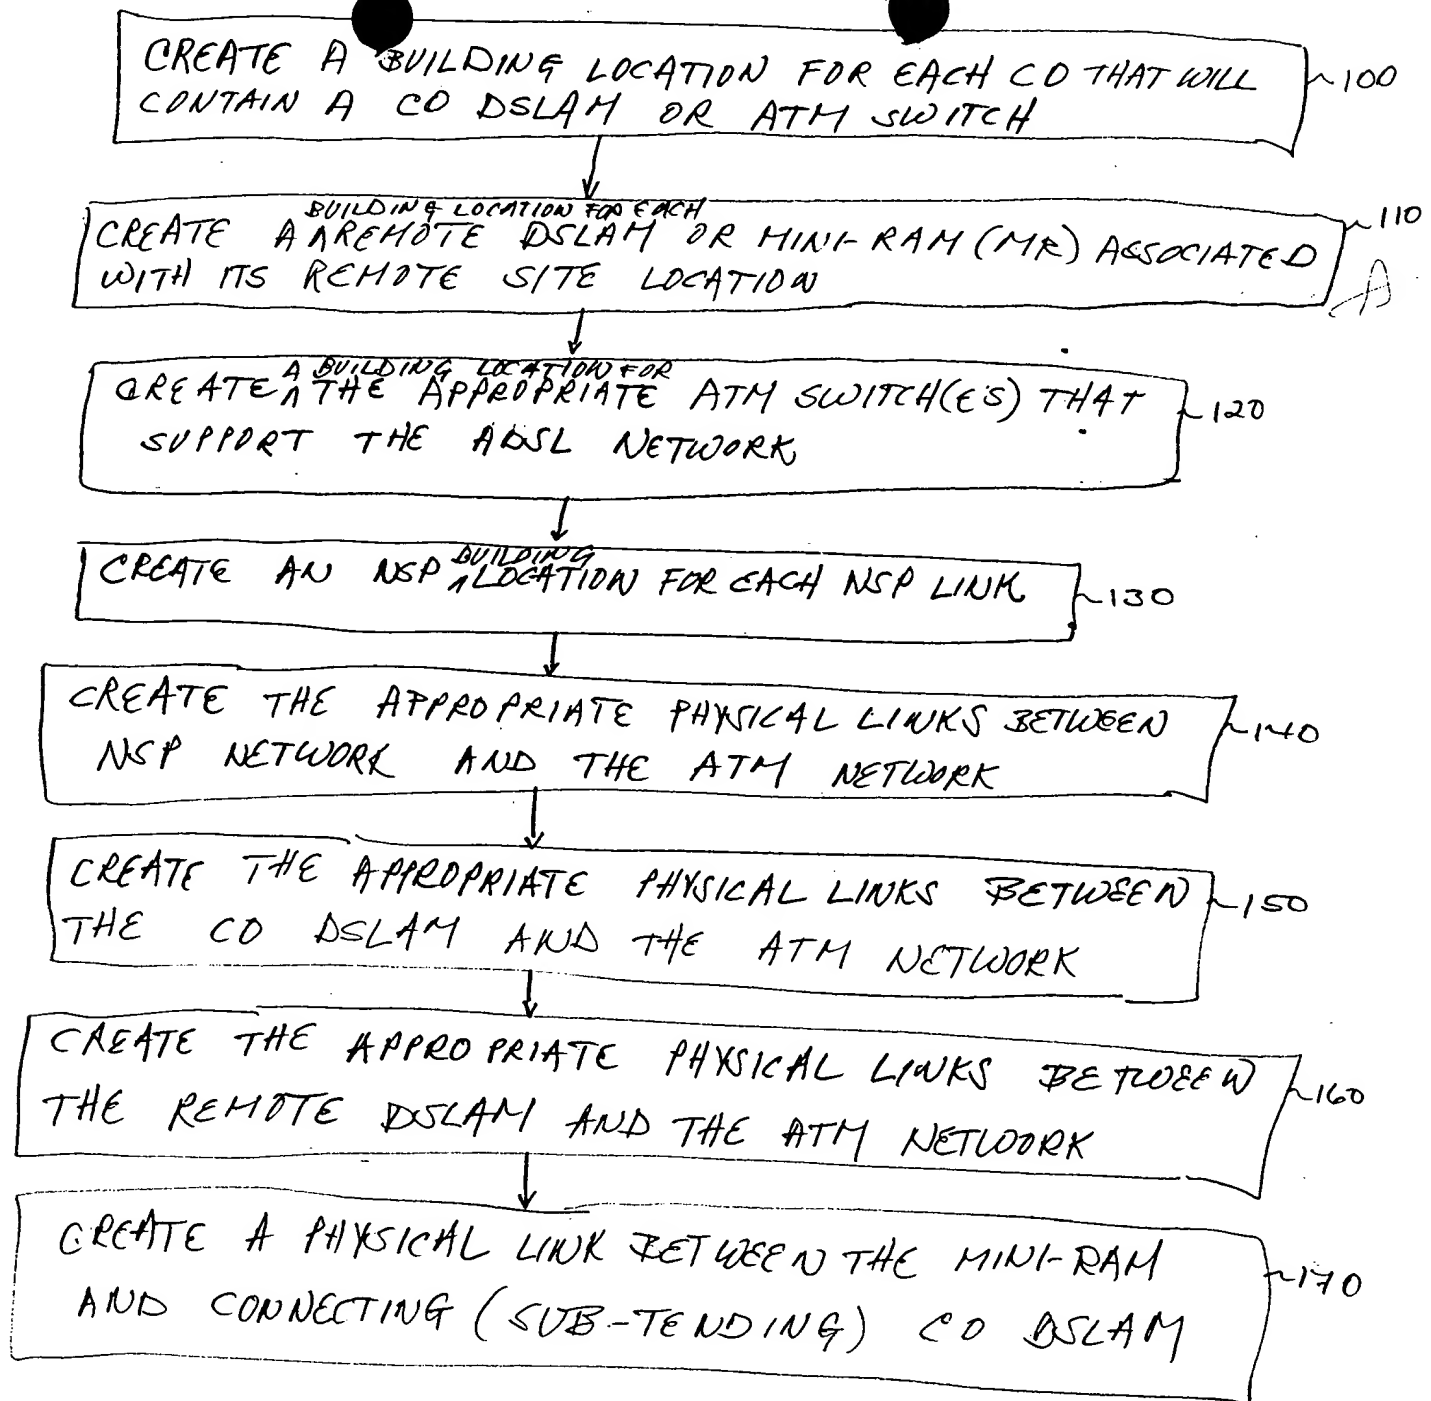 CREATE A BUILDING LOCATION FOR EACH CO THAT WILL 100
CONTAIN A CO DSLAM OR ATM SWITCH
BUILDING LOCATION FOR EACH
CREATE A ^ REMOTE DSLAM OR MINI-RAM (MR) ASSOCIATED 110
WITH ITS REMOTE SITE LOCATION
A
A BUILDING LOCATION FOR
CREATE ^ THE APPROPRIATE ATM SWITCH(ES) THAT 120
SUPPORT THE ADSL NETWORK
BUILDING
CREATE AN NSP ^ LOCATION FOR EACH NSP LINK 130
CREATE THE APPROPRIATE PHYSICAL LINKS BETWEEN 140
NSP NETWORK AND THE ATM NETWORK
CREATE THE APPROPRIATE PHYSICAL LINKS BETWEEN 150
THE CO DSLAM AND THE ATM NETWORK
CREATE THE APPROPRIATE PHYSICAL LINKS BETWEEN 160
THE REMOTE DSLAM AND THE ATM NETWORK
CREATE A PHYSICAL LINK BETWEEN THE MINI-RAM 170
AND CONNECTING (SUB-TENDING) CO DSLAM